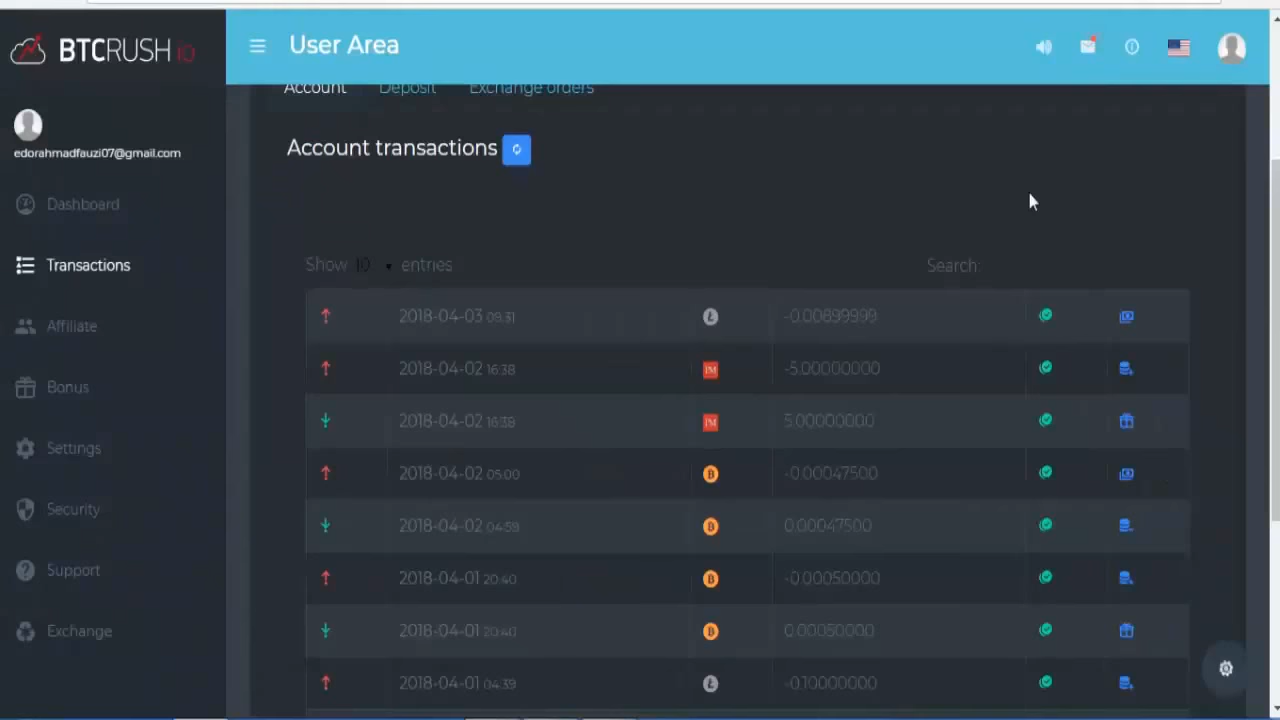 BTCRUSH IO
User Area
edorahmadfauzi07@gmail.com
Dashboard
Transactions
Affiliate
Bonus
Settings
Security
Support
Exchange
Account Deposit Exchange orders
Account transactions
Show 10 entries
Search:
2018-04-03 09:31 -0.00699999
2018-04-02 16:38 -5.00000000
2018-04-02 16:38 5.00000000
2018-04-02 05:00 -0.00047500
2018-04-02 04:59 0.00047500
2018-04-01 20:40 -0.00050000
2018-04-01 20:40 0.00050000
2018-04-01 04:39 -0.10000000